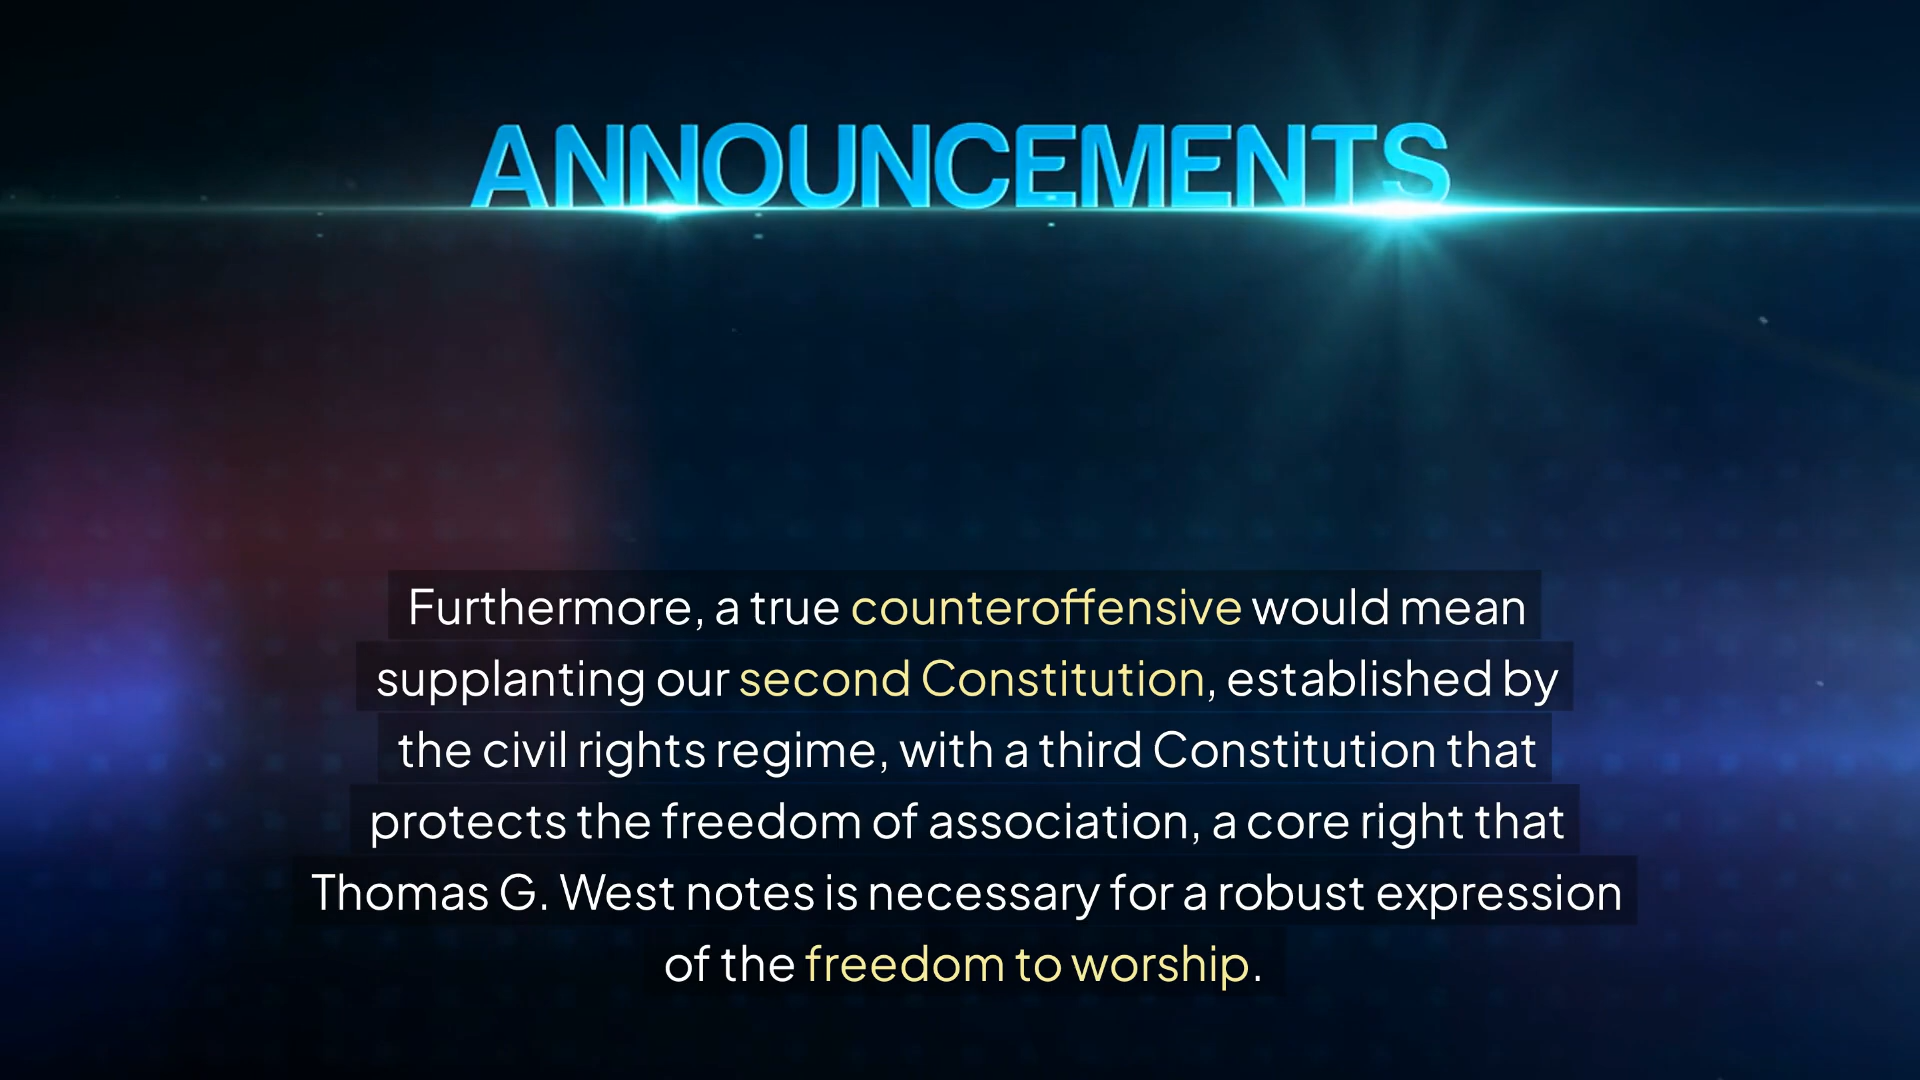 ANNOUNCEMENTS
Furthermore, a true counteroffensive would mean
supplanting our second Constitution, established by
the civil rights regime, with a third Constitution that
protects the freedom of association, a core right that
Thomas G. West notes is necessary for a robust expression
of the freedom to worship.